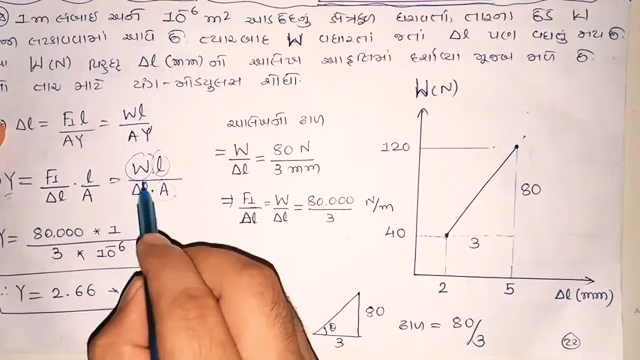 1m લંબાઈ અને 10⁻⁶ m² આડછેદનું ક્ષેત્રફળ ધરાવતાં, તારના છેડે W
લટકાવવામાં આવે છે. ત્યારબાદ W વધારતાં જતાં Δl પણ વધતું જાય છે.
W(N) વિરુદ્ધ Δl (mm) નો આલેખ આકૃતિમાં દર્શાવ્યા મુજબ મળે છે.
તાર માટે યંગ-મોડ્યુલસ શોધો.
Δl = F⊥l / AY = Wl / AY
Y = F⊥/Δl · l/A = W·l / Δl·A
Y = 80.000 * 1 / 3 * 10⁻⁶
∴ Y = 2.66
આલેખનો ઢાળ
= W/Δl = 80 N / 3 mm
⇒ F⊥/Δl = W/Δl = 80.000 / 3 N/m
W(N)
120
80
40
3
2
5
Δl (mm)
80
θ
3
ઢાળ = 80/3
22